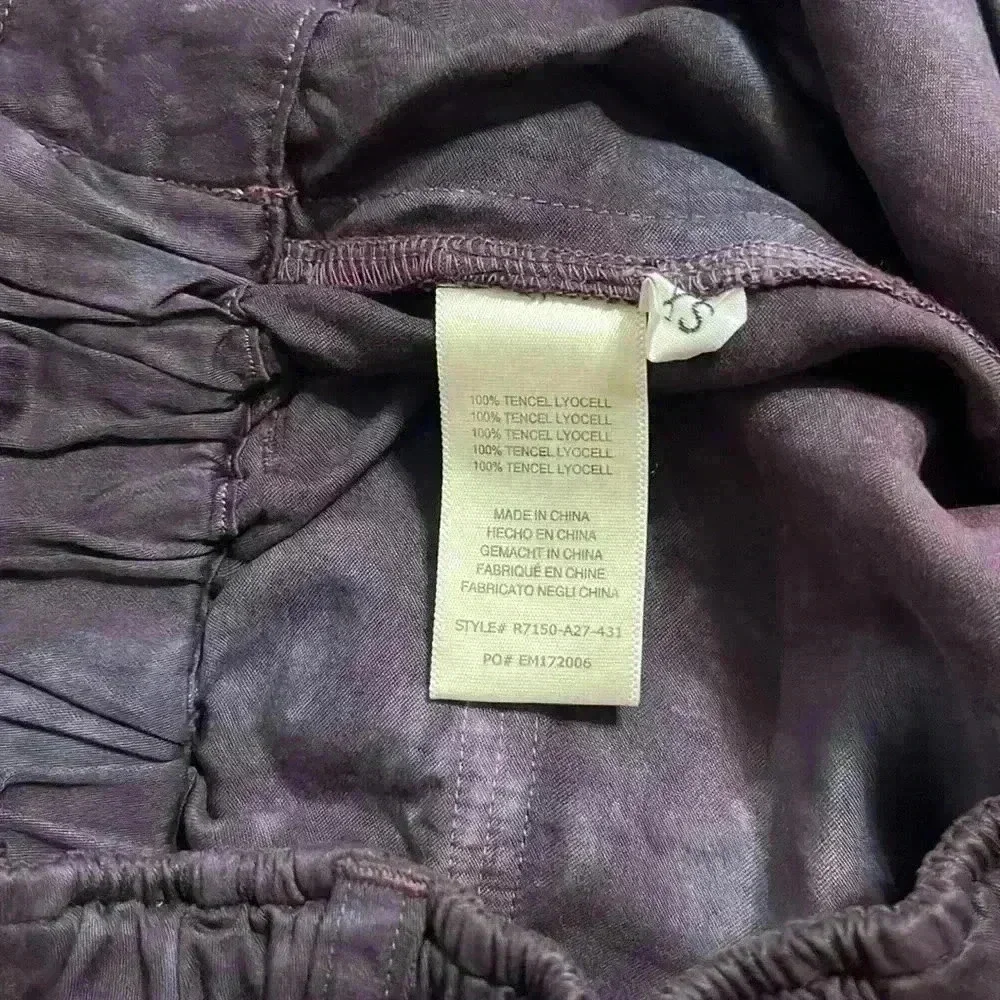 XS
100% TENCEL LYOCELL
100% TENCEL LYOCELL
100% TENCEL LYOCELL
100% TENCEL LYOCELL
100% TENCEL LYOCELL
MADE IN CHINA
HECHO EN CHINA
GEMACHT IN CHINA
FABRIQUÉ EN CHINE
FABRICATO NEGLI CHINA
STYLE# R7150-A27-431
PO# EM172006